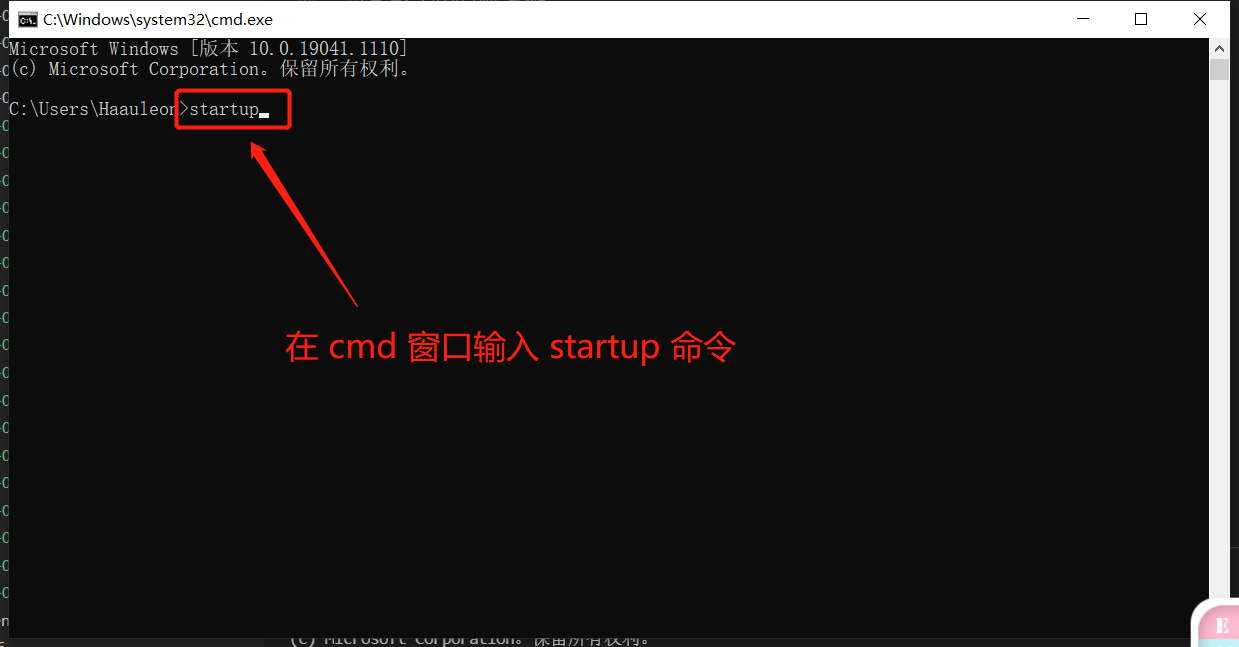 C:\Windows\system32\cmd.exe
Microsoft Windows [版本 10.0.19041.1110]
(c) Microsoft Corporation。保留所有权利。
C:\Users\Haauleon>startup
在 cmd 窗口输入 startup 命令
(c) Microsoft Corporation。保留所有权利。
E